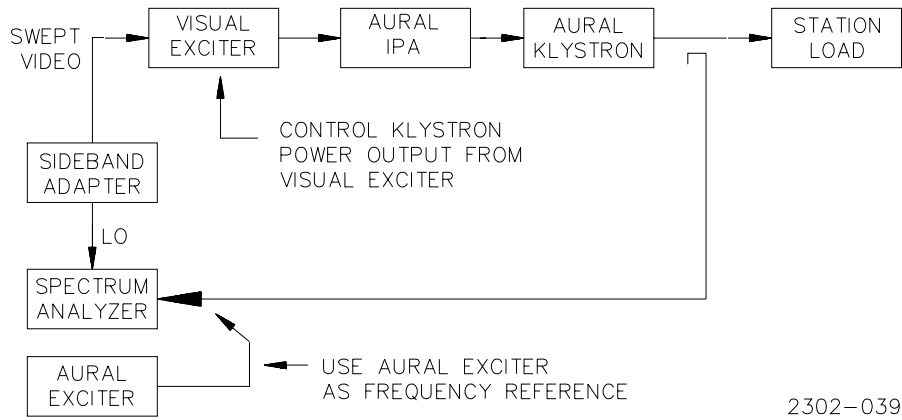 SWEPT
VIDEO
VISUAL
EXCITER
AURAL
IPA
AURAL
KLYSTRON
STATION
LOAD
CONTROL KLYSTRON
POWER OUTPUT FROM
VISUAL EXCITER
SIDEBAND
ADAPTER
LO
SPECTRUM
ANALYZER
AURAL
EXCITER
USE AURAL EXCITER
AS FREQUENCY REFERENCE
2302-039